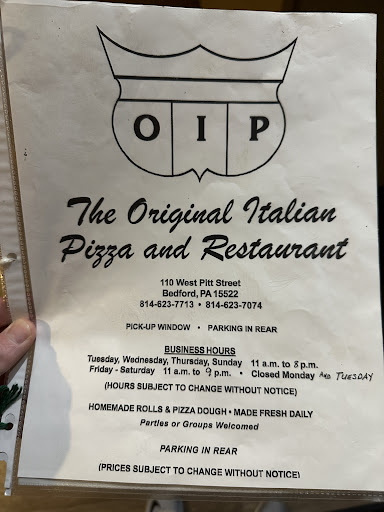 O I P
The Original Italian
Pizza and Restaurant
110 West Pitt Street
Bedford, PA 15522
814-623-7713 • 814-623-7074
PICK-UP WINDOW • PARKING IN REAR
BUSINESS HOURS
Tuesday, Wednesday, Thursday, Sunday 11 a.m. to 8 p.m.
Friday - Saturday 11 a.m. to 9 p.m. • Closed Monday AND TUESDAY
(HOURS SUBJECT TO CHANGE WITHOUT NOTICE)
HOMEMADE ROLLS & PIZZA DOUGH • MADE FRESH DAILY
Parties or Groups Welcomed
PARKING IN REAR
(PRICES SUBJECT TO CHANGE WITHOUT NOTICE)